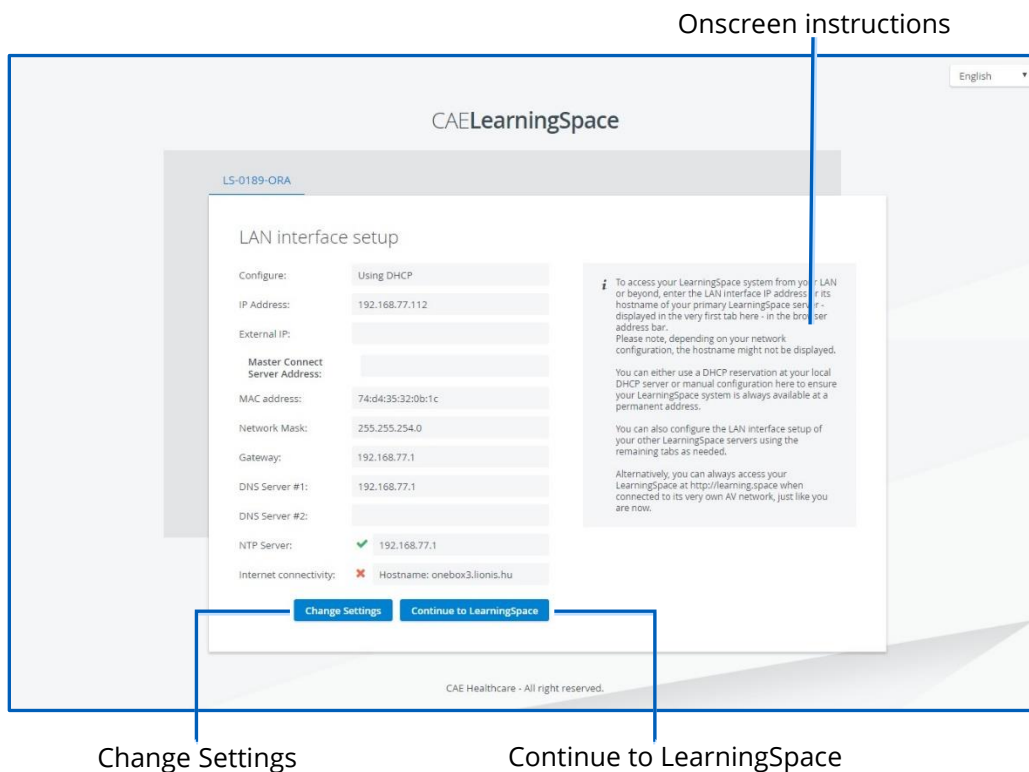 Onscreen instructions
English
CAELearningSpace
LS-0189-ORA
LAN interface setup
Configure: Using DHCP
IP Address: 192.168.77.112
External IP:
Master Connect
Server Address:
MAC address: 74:d4:35:32:0b:1c
Network Mask: 255.255.254.0
Gateway: 192.168.77.1
DNS Server #1: 192.168.77.1
DNS Server #2:
NTP Server: 192.168.77.1
Internet connectivity: Hostname: onebox3.lionis.hu
i To access your LearningSpace system from your LAN
or beyond, enter the LAN interface IP address or its
hostname of your primary LearningSpace server -
displayed in the very first tab here - in the browser
address bar.
Please note, depending on your network
configuration, the hostname might not be displayed.
You can either use a DHCP reservation at your local
DHCP server or manual configuration here to ensure
your LearningSpace system is always available at a
permanent address.
You can also configure the LAN interface setup of
your other LearningSpace servers using the
remaining tabs as needed.
Alternatively, you can always access your
LearningSpace at http://learning.space when
connected to its very own AV network, just like you
are now.
Change Settings
Continue to LearningSpace
CAE Healthcare - All right reserved.
Change Settings
Continue to LearningSpace